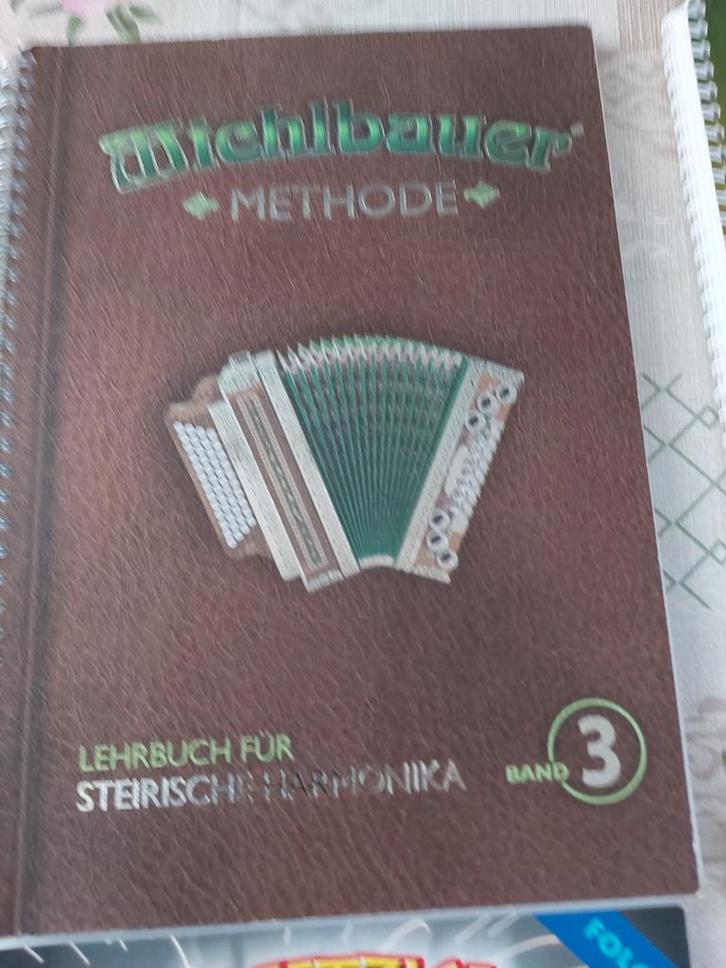 Michlbauer
METHODE
LEHRBUCH FÜR
STEIRISCHE HARMONIKA
BAND 3